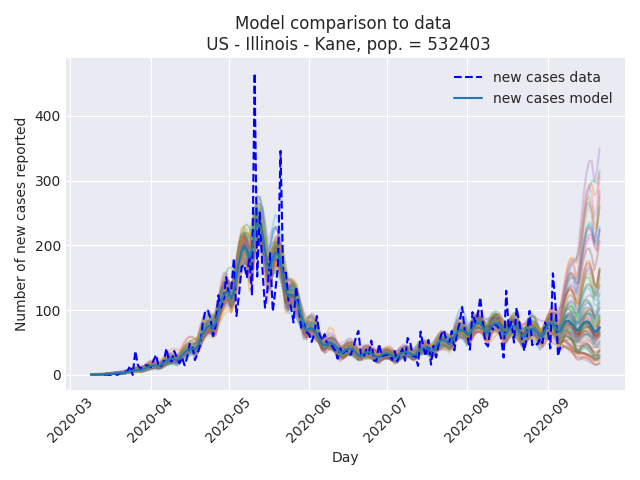 Model comparison to data
US - Illinois - Kane, pop. = 532403
new cases data
new cases model
Number of new cases reported
400
300
200
100
0
2020-03
2020-04
2020-05
2020-06
2020-07
2020-08
2020-09
Day